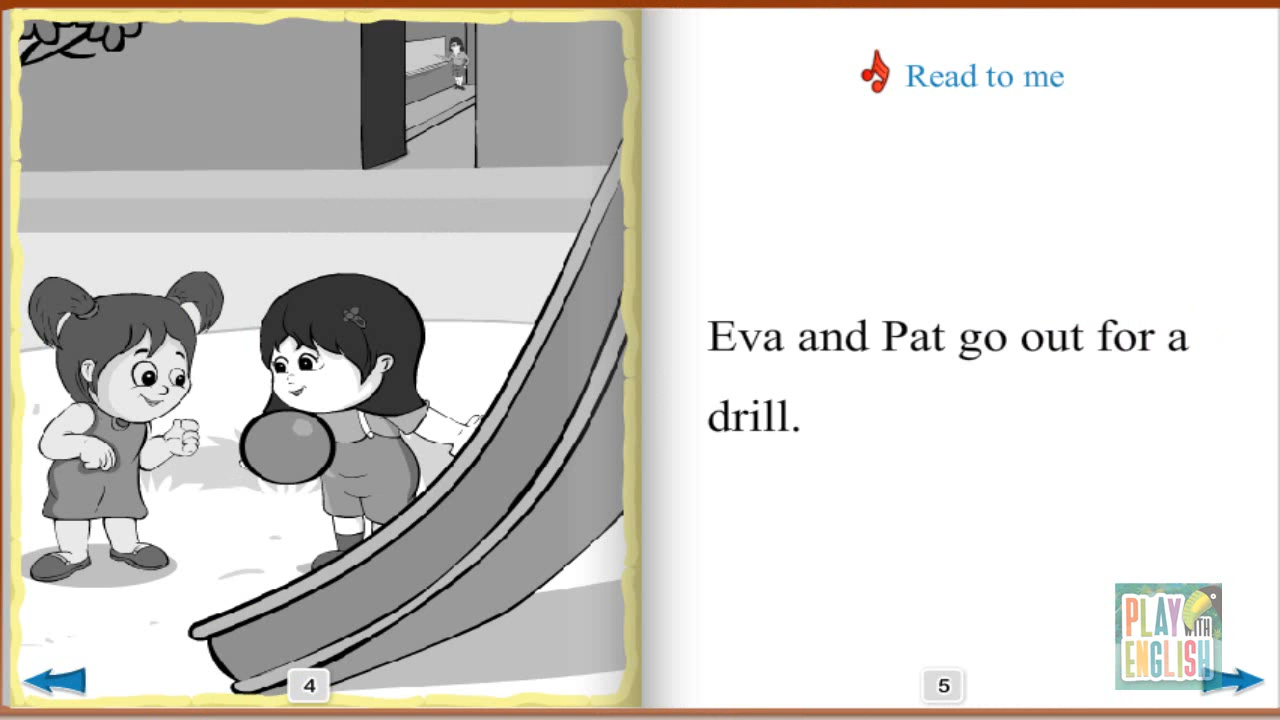 Read to me
Eva and Pat go out for a
drill.
4
5
PLAY
WITH
ENGLISH